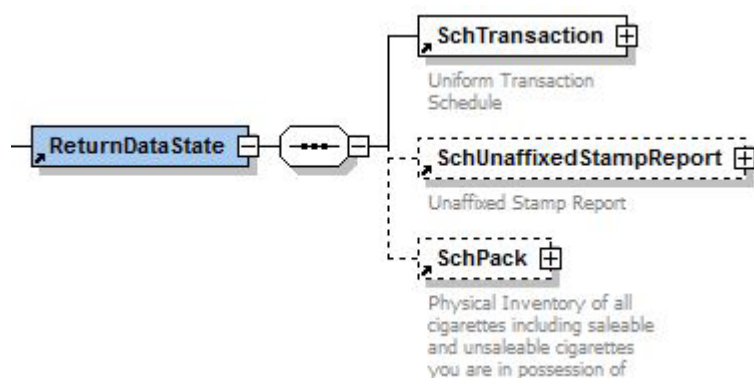 SchTransaction
Uniform Transaction
Schedule
ReturnDataState
SchUnaffixedStampReport
Unaffixed Stamp Report
SchPack
Physical Inventory of all
cigarettes including saleable
and unsaleable cigarettes
you are in possession of